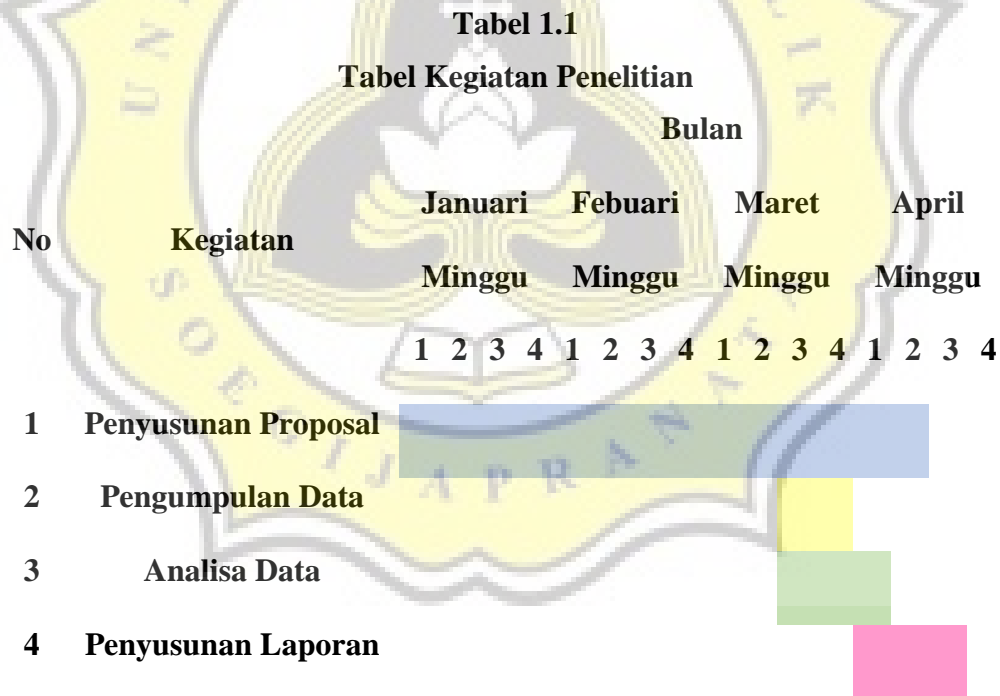 Tabel 1.1
Tabel Kegiatan Penelitian
Bulan
Januari Febuari Maret April
No Kegiatan
Minggu Minggu Minggu Minggu
1 2 3 4 1 2 3 4 1 2 3 4 1 2 3 4
1 Penyusunan Proposal
2 Pengumpulan Data
3 Analisa Data
4 Penyusunan Laporan
SOEGIJAPRANATA